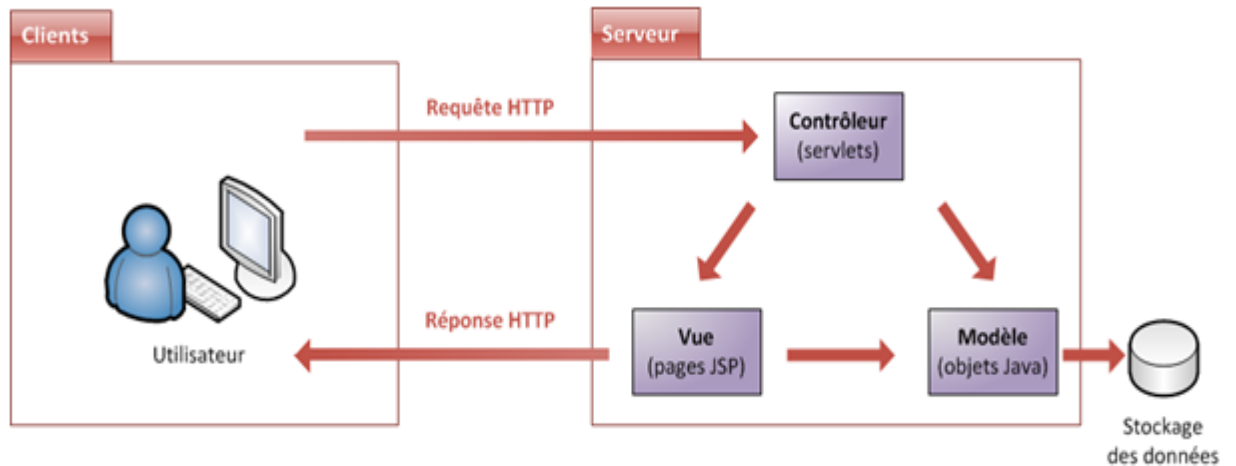 Clients
Serveur
Requête HTTP
Contrôleur
(servlets)
Réponse HTTP
Utilisateur
Vue
(pages JSP)
Modèle
(objets Java)
Stockage
des données